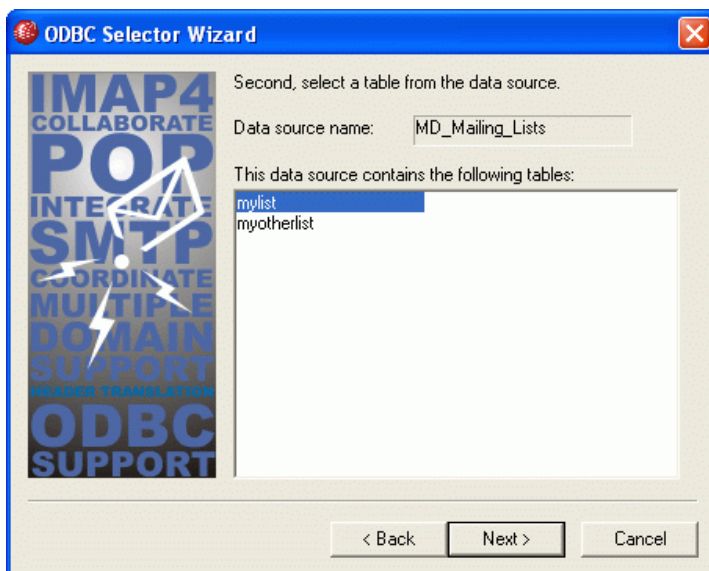 ODBC Selector Wizard
IMAP4
COLLABORATE
POP
INTEGRATE
SMTP
COORDINATE
MULTIPLE
DOMAIN
SUPPORT
HEADER TRANSLATION
ODBC
SUPPORT
Second, select a table from the data source.
Data source name: MD_Mailing_Lists
This data source contains the following tables:
mylist
myotherlist
< Back Next > Cancel